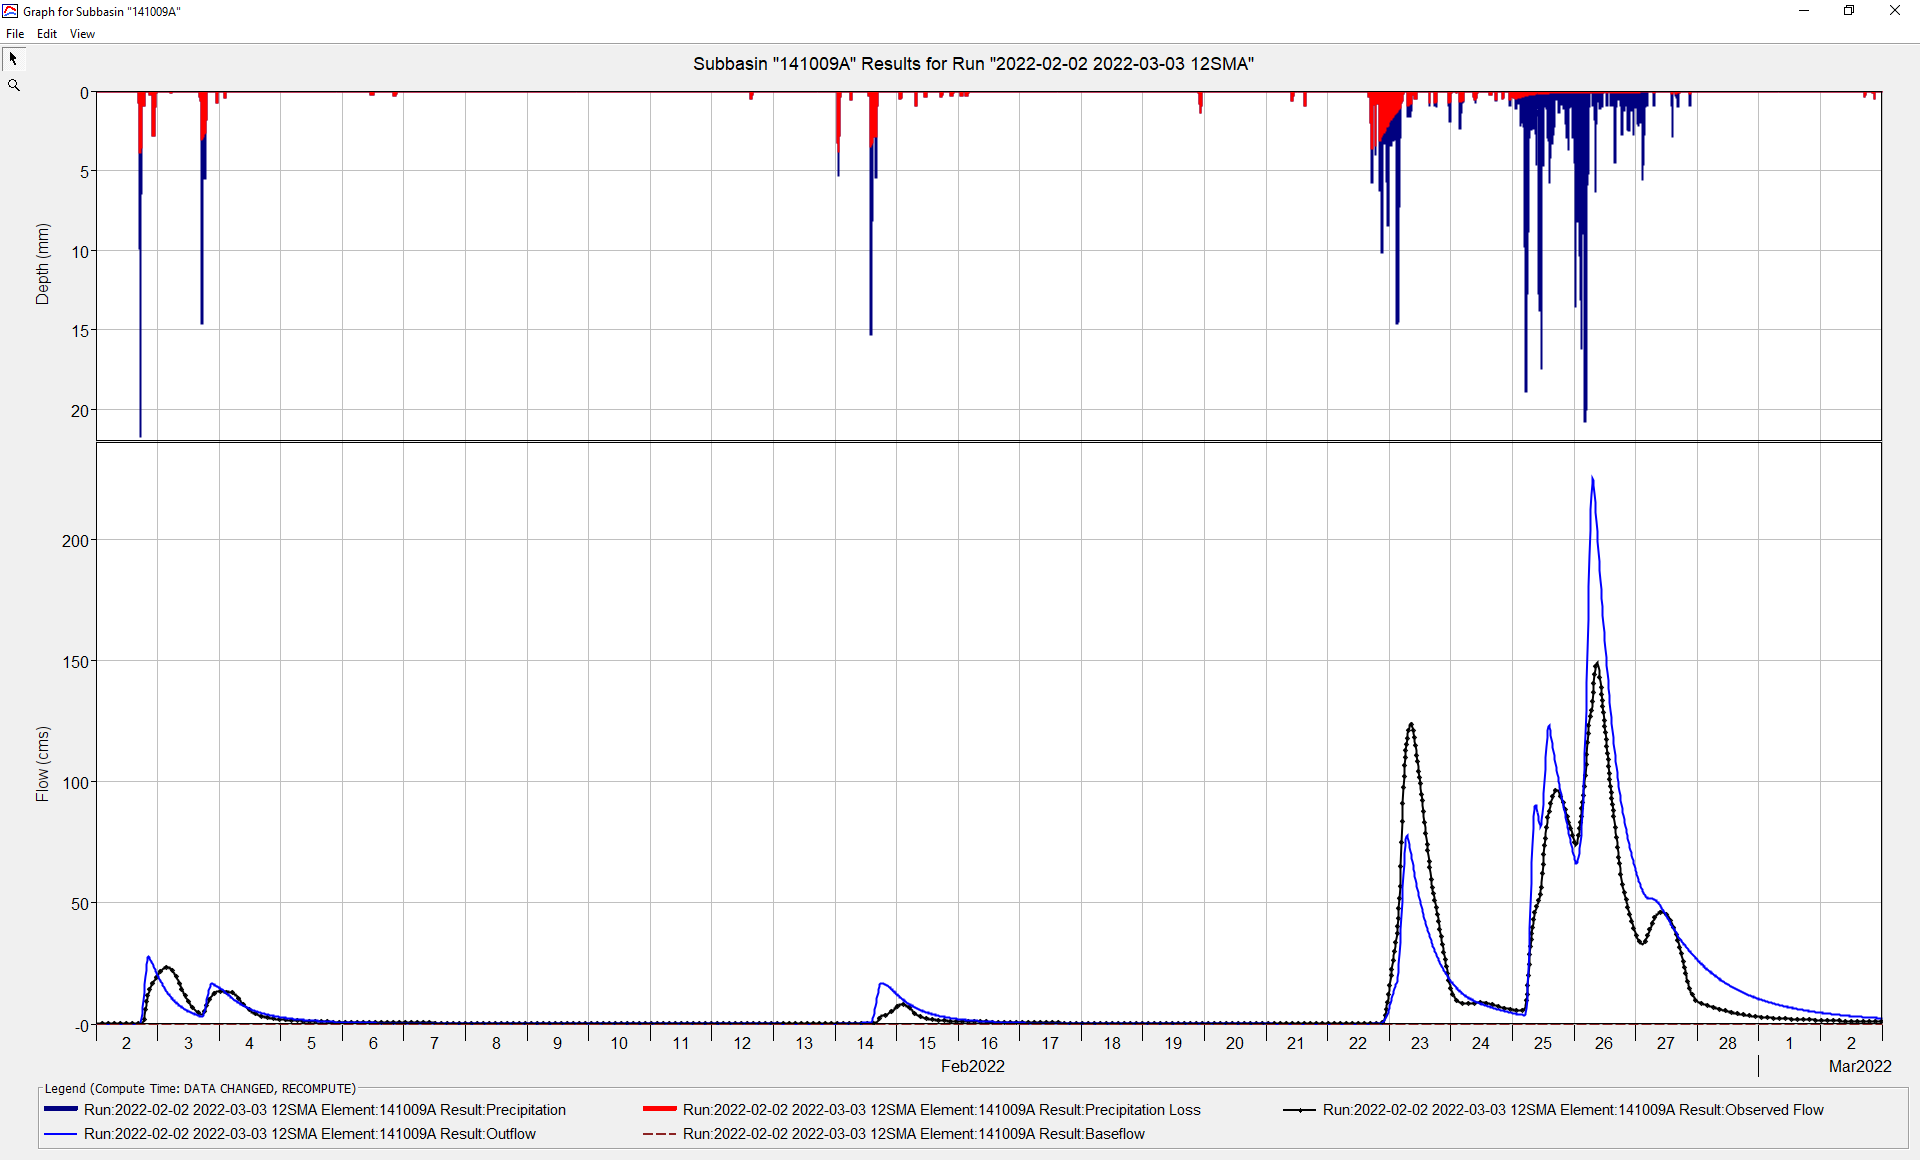 Graph for Subbasin "141009A"
File Edit View
Subbasin "141009A" Results for Run "2022-02-02 2022-03-03 12SMA"
0
5
10
15
20
Depth (mm)
200
150
100
50
-0
Flow (cms)
2 3 4 5 6 7 8 9 10 11 12 13 14 15 16 17 18 19 20 21 22 23 24 25 26 27 28 1 2
Feb2022 Mar2022
Legend (Compute Time: DATA CHANGED, RECOMPUTE)
Run:2022-02-02 2022-03-03 12SMA Element:141009A Result:Precipitation
Run:2022-02-02 2022-03-03 12SMA Element:141009A Result:Precipitation Loss
Run:2022-02-02 2022-03-03 12SMA Element:141009A Result:Observed Flow
Run:2022-02-02 2022-03-03 12SMA Element:141009A Result:Outflow
Run:2022-02-02 2022-03-03 12SMA Element:141009A Result:Baseflow